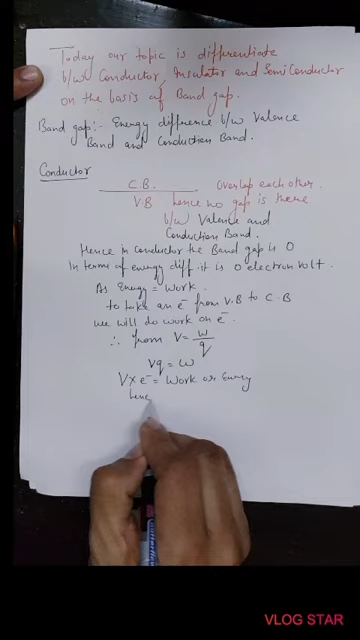 Today our topic is differentiate
b/w Conductor, Insulator and SemiConductor
on the basis of Band gap.
Band gap:- Energy difference b/w Valence
Band and Conduction Band.
Conductor
C.B. Overlap each other.
V.B hence no gap is there
b/w Valence and
Conduction Band.
Hence in conductor the Band gap is 0
In terms of energy diff it is 0 electron volt.
As Energy = Work.
to take an e⁻ from V.B to C.B
we will do work on e⁻.
∴ from V = W/q
Vq = W
V × e⁻ = Work or Energy
henc
VLOG STAR